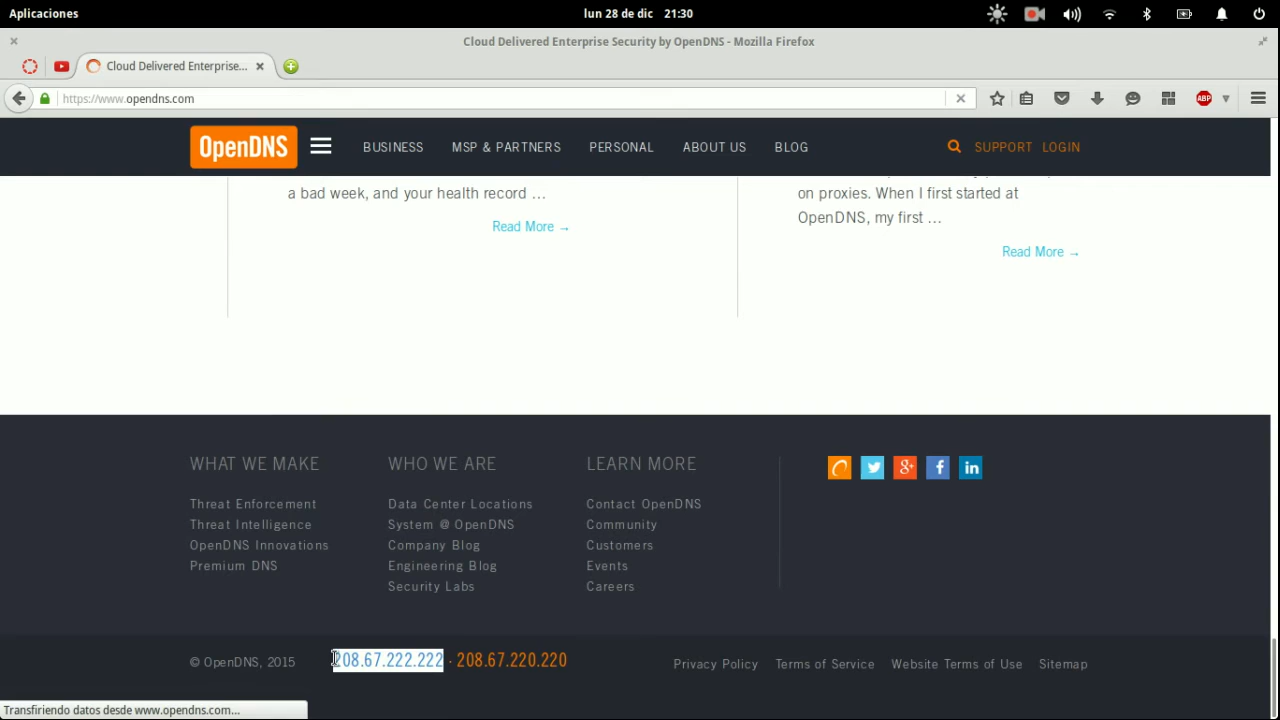 Aplicaciones
lun 28 de dic 21:30
Cloud Delivered Enterprise Security by OpenDNS - Mozilla Firefox
Cloud Delivered Enterprise...
https://www.opendns.com
ABP
OpenDNS
BUSINESS
MSP & PARTNERS
PERSONAL
ABOUT US
BLOG
SUPPORT
LOGIN
a bad week, and your health record ...
Read More →
on proxies. When I first started at
OpenDNS, my first ...
Read More →
WHAT WE MAKE
Threat Enforcement
Threat Intelligence
OpenDNS Innovations
Premium DNS
WHO WE ARE
Data Center Locations
System @ OpenDNS
Company Blog
Engineering Blog
Security Labs
LEARN MORE
Contact OpenDNS
Community
Customers
Events
Careers
© OpenDNS, 2015
208.67.222.222 · 208.67.220.220
Privacy Policy
Terms of Service
Website Terms of Use
Sitemap
Transfiriendo datos desde www.opendns.com...